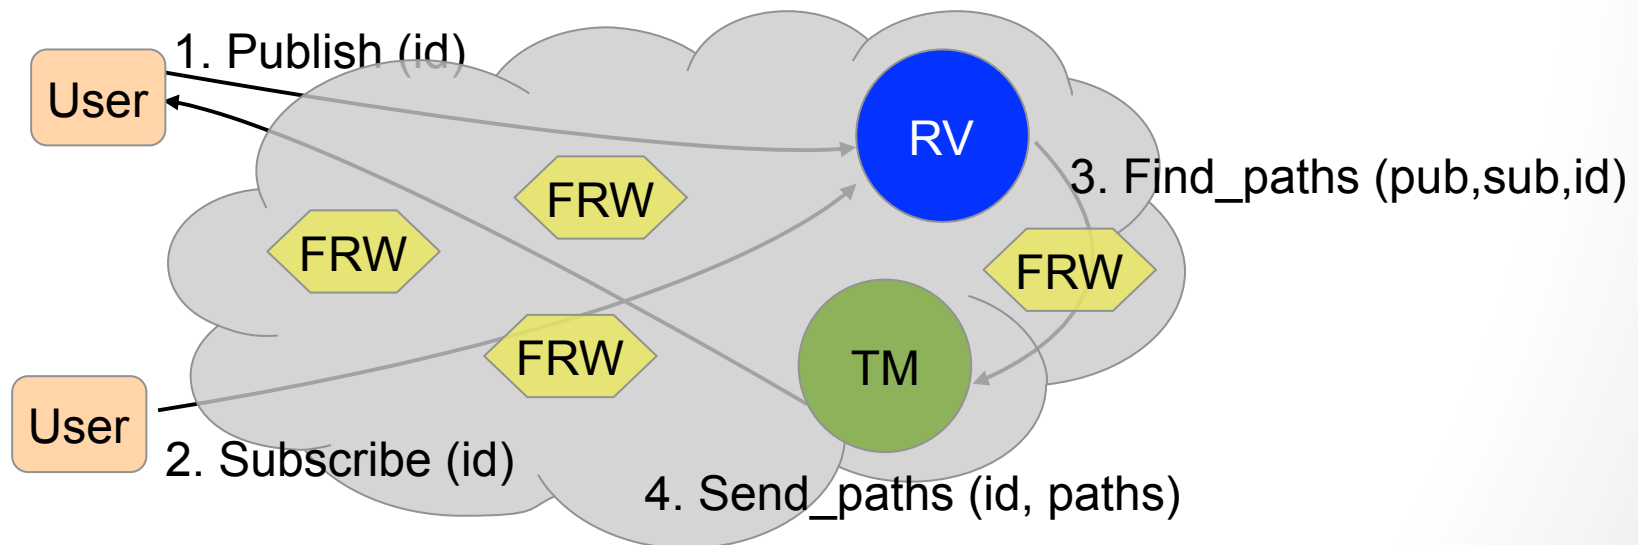 1. Publish (id)
User
RV
3. Find_paths (pub,sub,id)
FRW
FRW
FRW
FRW
TM
User
2. Subscribe (id)
4. Send_paths (id, paths)